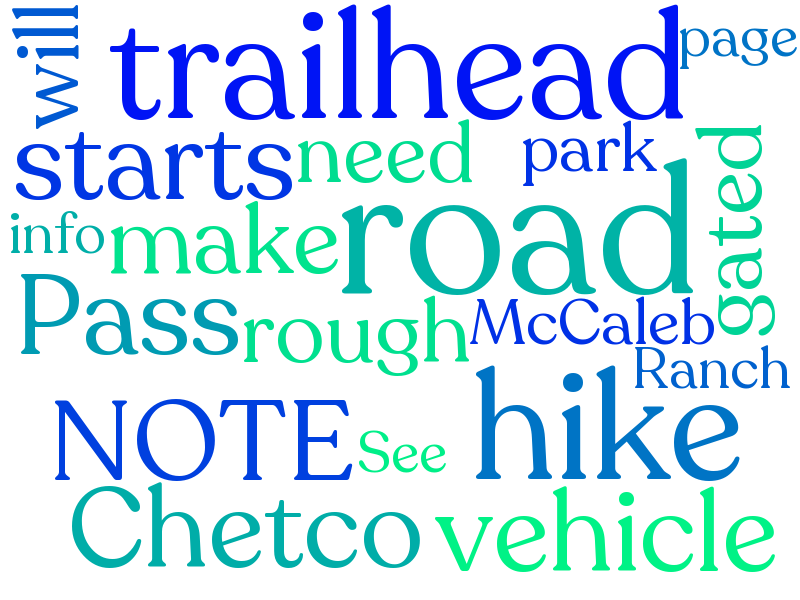 will trailhead page
starts need park
gated
info make road
Pass rough McCaleb
Ranch
NOTE See hike
Chetco vehicle